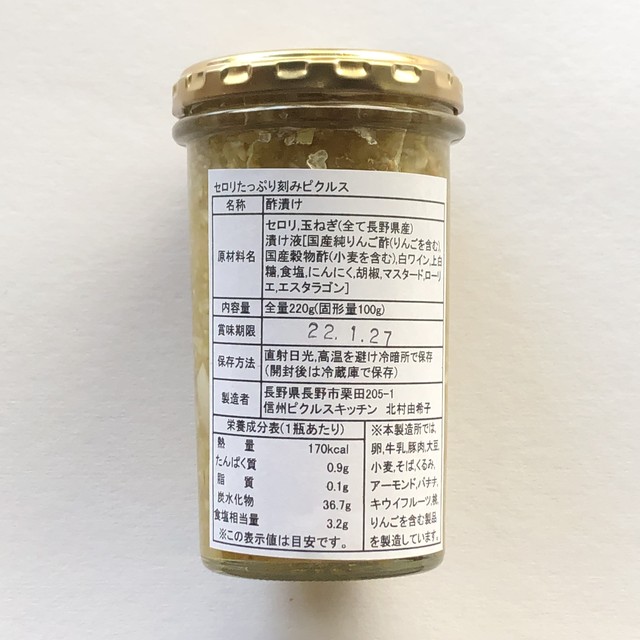 セロリたっぷり刻みピクルス
名称 酢漬け
原材料名 セロリ,玉ねぎ(全て長野県産)
漬け液[国産純りんご酢(りんごを含む),
国産穀物酢(小麦を含む),白ワイン,上白
糖,食塩,にんにく,胡椒,マスタード,ローリ
エ,エスタラゴン]
内容量 全量220g(固形量100g)
賞味期限 22.1.27
保存方法 直射日光,高温を避け冷暗所で保存
(開封後は冷蔵庫で保存)
製造者 長野県長野市栗田205-1
信州ピクルスキッチン 北村由希子
栄養成分表(1瓶あたり)
熱量 170kcal
たんぱく質 0.9g
脂質 0.1g
炭水化物 36.7g
食塩相当量 3.2g
※この表示値は目安です。
※本製造所では,
卵,牛乳,豚肉,大豆,
小麦,そば,くるみ,
アーモンド,バナナ,
キウイフルーツ,桃,
りんごを含む製品
を製造しています。